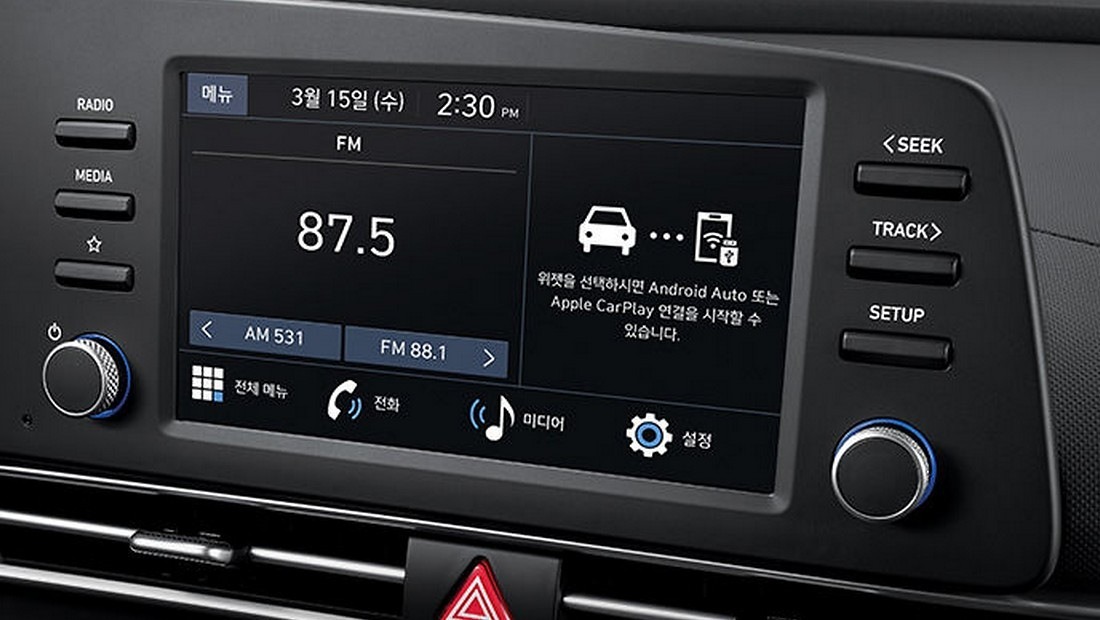 RADIO
MEDIA
메뉴
3월 15일 (수)
2:30 PM
FM
87.5
< AM 531
FM 88.1 >
위젯을 선택하시면 Android Auto 또는
Apple CarPlay 연결을 시작할 수
있습니다.
전체 메뉴
전화
미디어
설정
<SEEK
TRACK>
SETUP